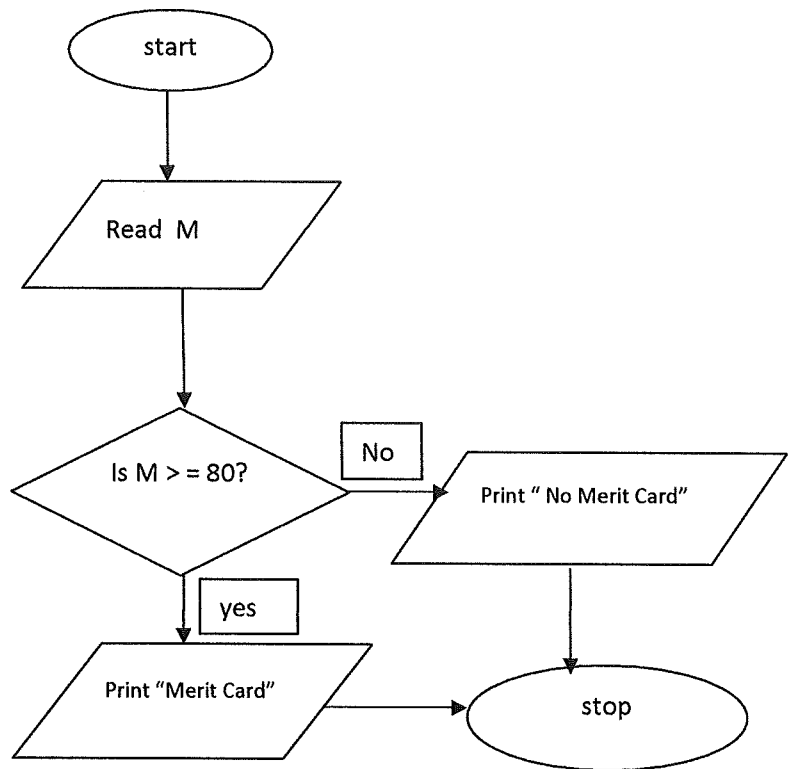 start
Read M
Is M > = 80?
No
Print “ No Merit Card”
yes
Print “Merit Card”
stop